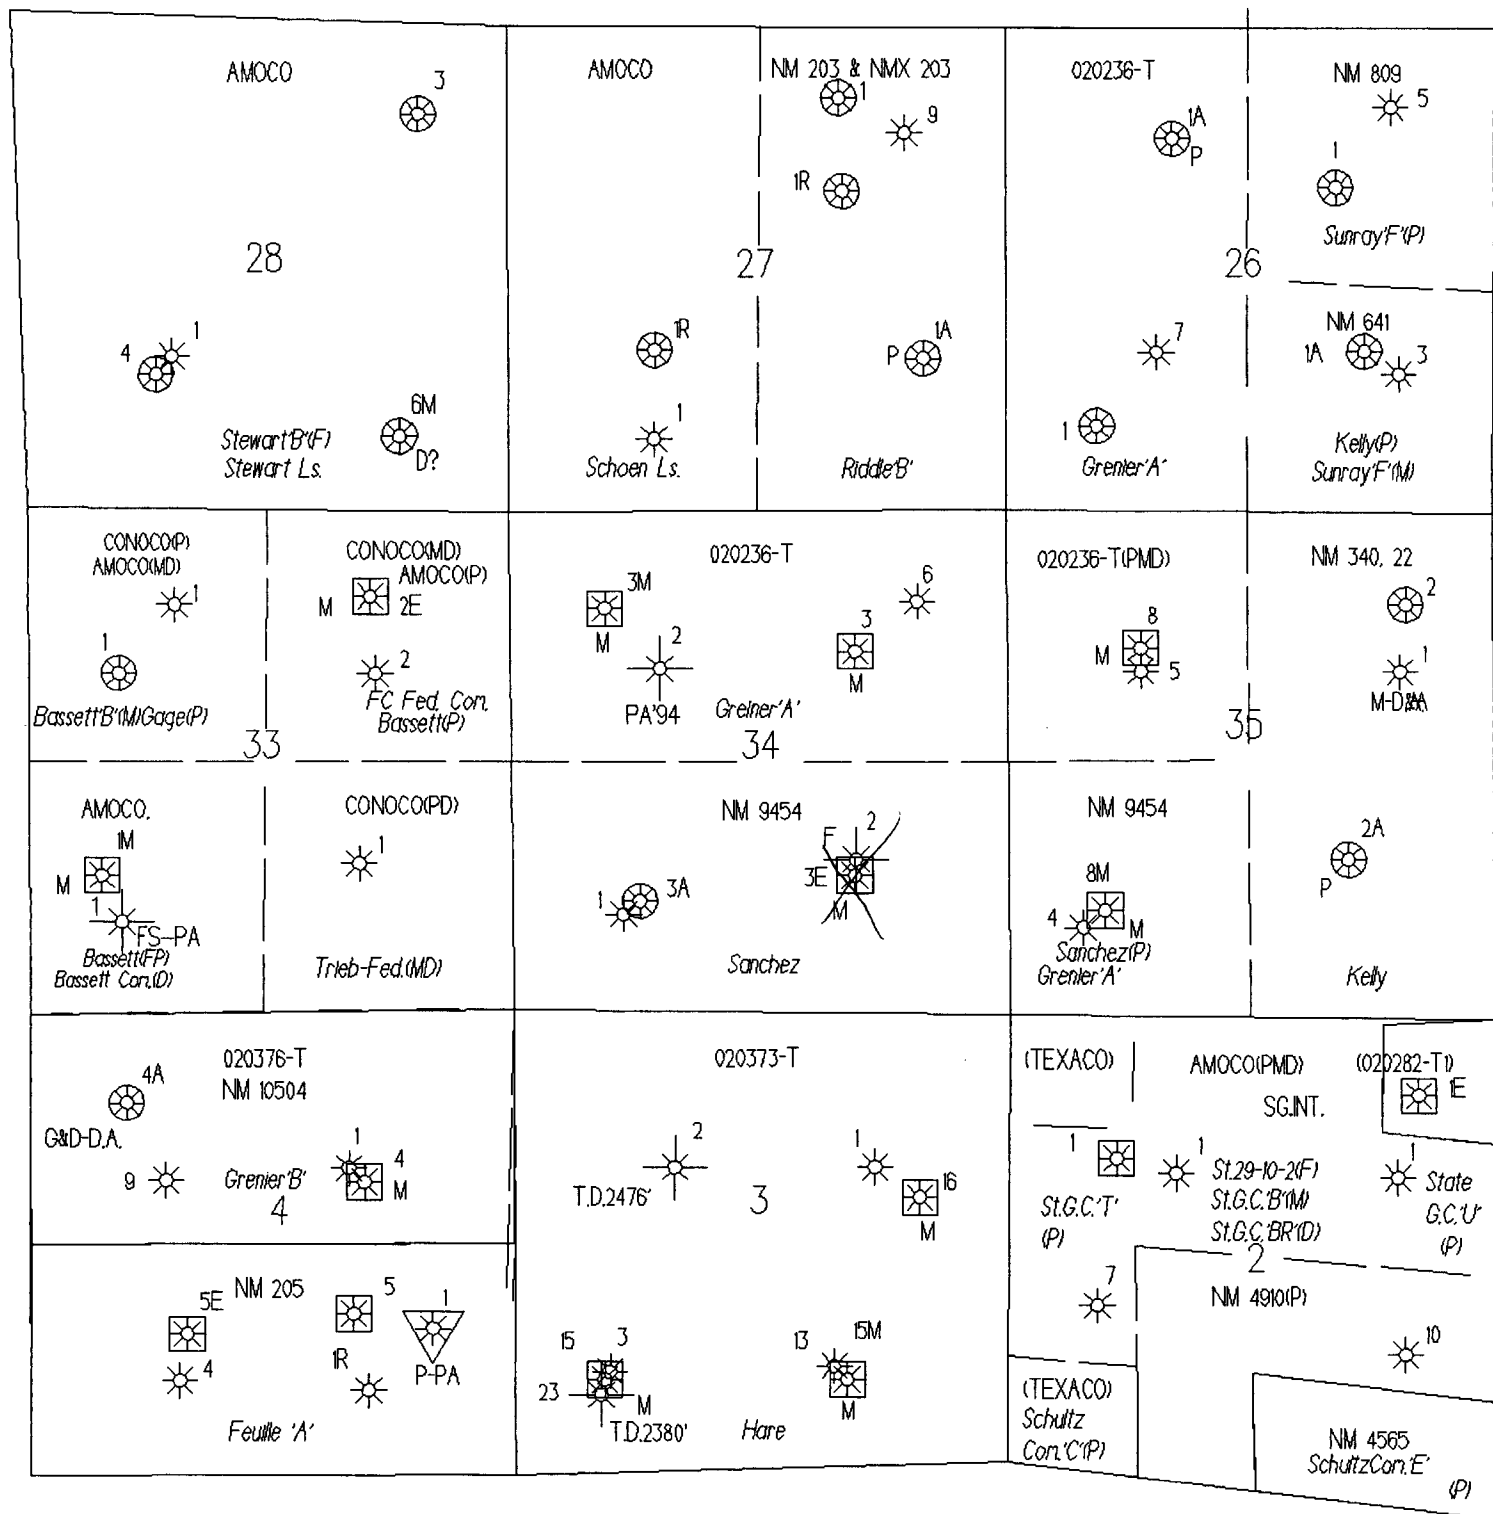 AMOCO
3
28
1
4
6M
D?
Stewart'B'(F)
Stewart Ls.
AMOCO
NM 203 & NMX 203
1
9
1R
27
1R
1A
P
1
Schoen Ls.
Riddle'B'
020236-T
NM 809
1A
P
5
1
Sunray'F'(P)
26
7
NM 641
1A
3
1
Grenier'A'
Kelly(P)
Sunray'F'(M)
CONOCO(P)
AMOCO(MD)
1
1
Bassett'B'(M)Gage(P)
CONOCO(MD)
AMOCO(P)
M
2E
2
FC Fed. Com.
Bassett(P)
33
020236-T
3M
M
6
2
3
M
PA'94
Greiner'A'
34
020236-T(PMD)
8
M
5
NM 340, 22
2
1
35
AMOCO.
1M
M
1
FS-PA
Bassett(FP)
Bassett Com.(D)
CONOCO(PD)
1
Trieb-Fed.(MD)
NM 9454
2
F
3E
M
1
3A
Sanchez
NM 9454
8M
4
M
Sanchez(P)
Grenier'A'
2A
P
Kelly
020376-T
NM 10504
4A
G&D-D.A.
9
Grenier'B'
1
4
M
4
020373-T
2
1
T.D.2476'
3
16
M
(TEXACO)
AMOCO(PMD)
(020282-T1)
1E
SG.INT.
1
1
1
St.29-10-2(F)
St.G.C.'B'(M)
St.G.C.'BR'(D)
State
G.C.'U'
(P)
St.G.C.'T'
(P)
2
NM 205
5E
5
1
4
1R
P-PA
Feuille 'A'
15
3
23
M
T.D.2380'
13
15M
M
Hare
7
NM 4910(P)
10
(TEXACO)
Schultz
Com.'C'(P)
NM 4565
SchultzCom.'E'
(P)